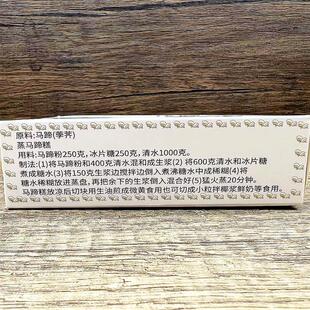 原料:马蹄(荸荠)
蒸马蹄糕
用料:马蹄粉250克，冰片糖250克，清水1000克。
制法:(1)将马蹄粉和400克清水混和成生浆(2) 将600克清水和冰片糖
煮成糖水(3)将150克生浆边搅拌边倒入煮沸糖水中成稀糊(4)将
糖水稀糊放进蒸盘，再把余下的生浆倒入混合好(5)猛火蒸20分钟。
马蹄糕放凉后切块用生油煎成微黄食用也可切成小粒拌椰浆鲜奶等食用。